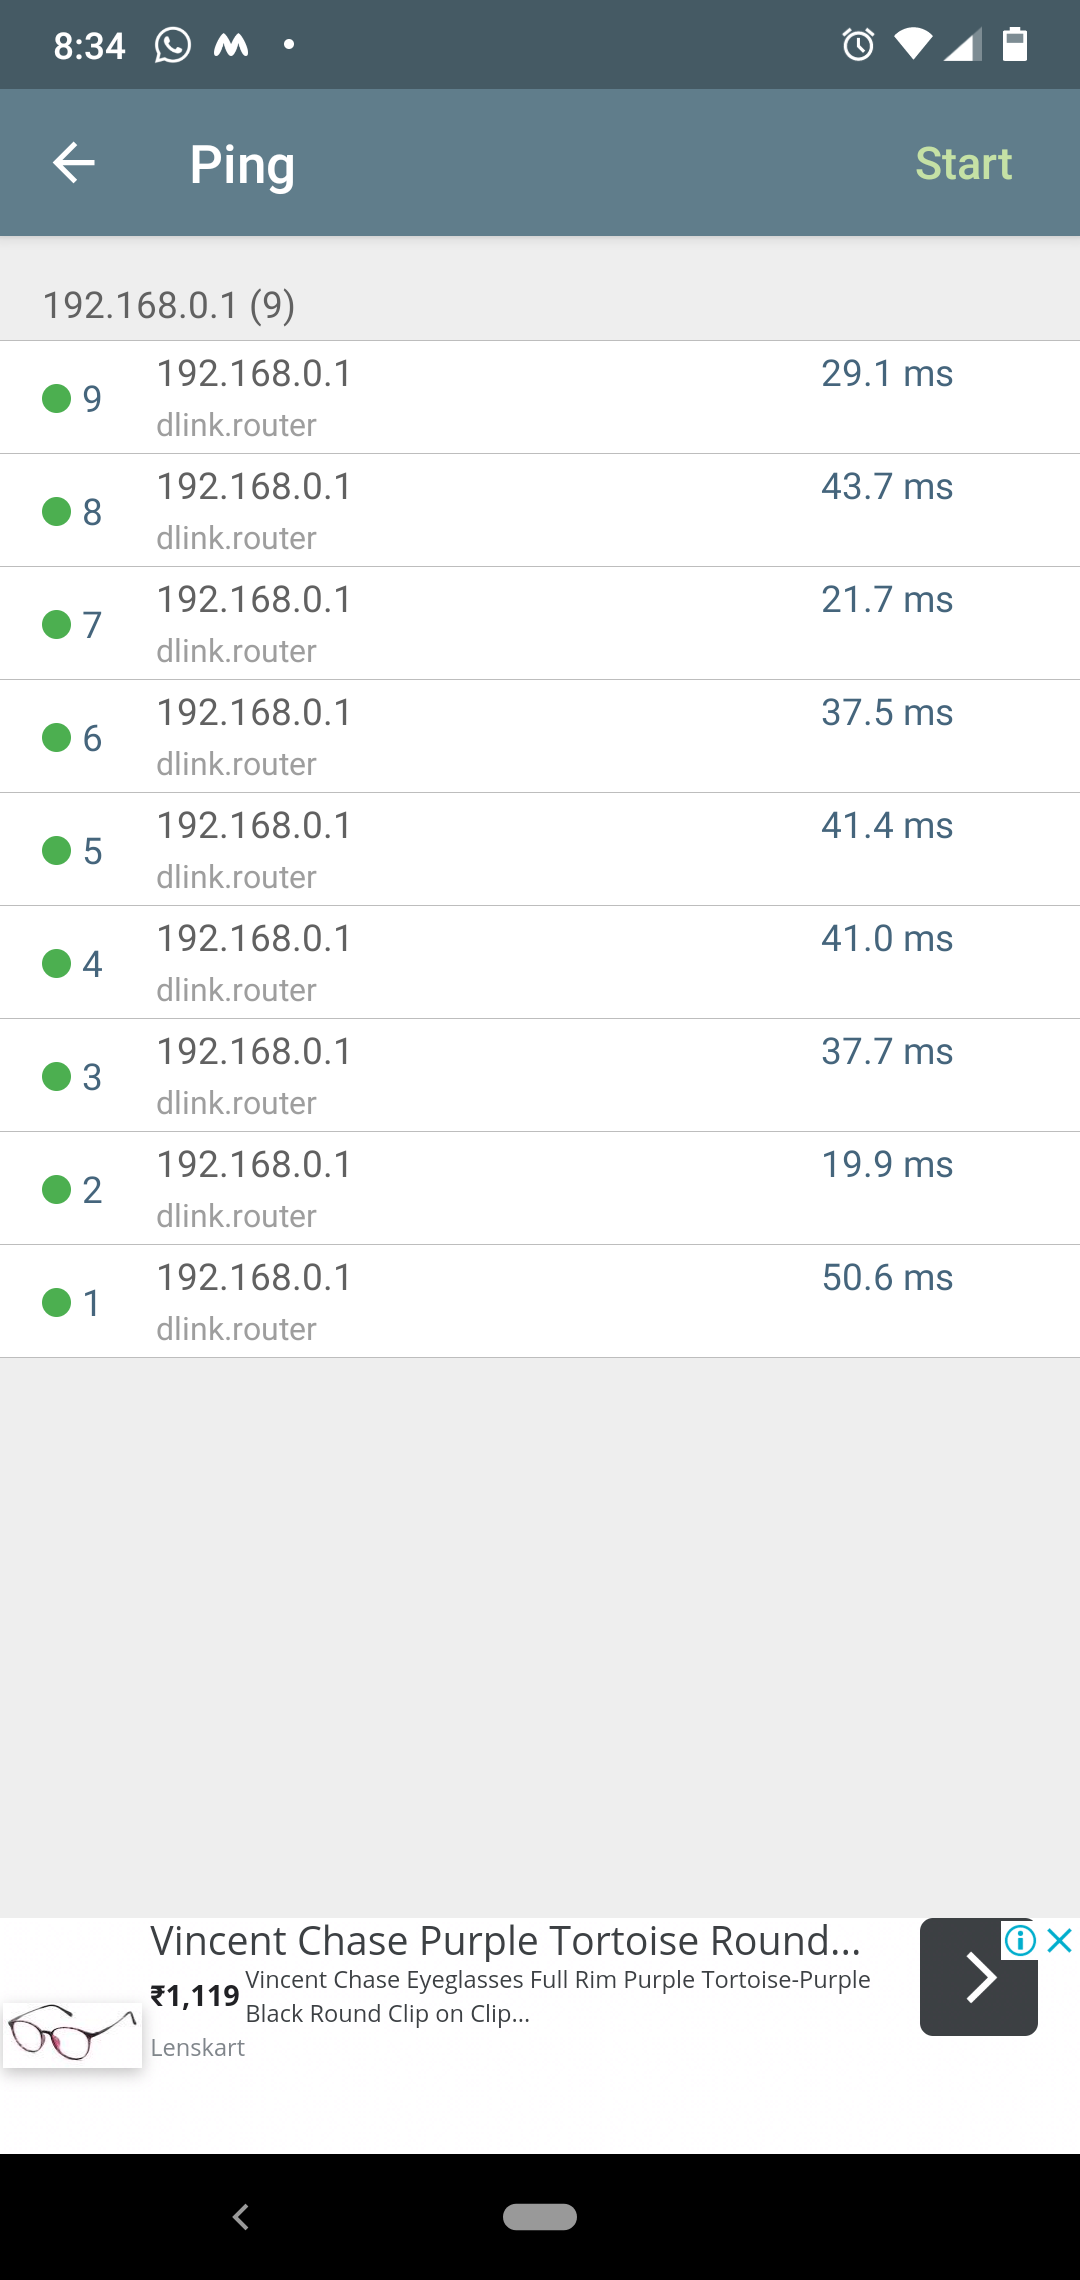 8:34
Ping
Start
192.168.0.1 (9)
9
192.168.0.1
29.1 ms
dlink.router
8
192.168.0.1
43.7 ms
dlink.router
7
192.168.0.1
21.7 ms
dlink.router
6
192.168.0.1
37.5 ms
dlink.router
5
192.168.0.1
41.4 ms
dlink.router
4
192.168.0.1
41.0 ms
dlink.router
3
192.168.0.1
37.7 ms
dlink.router
2
192.168.0.1
19.9 ms
dlink.router
1
192.168.0.1
50.6 ms
dlink.router
Vincent Chase Purple Tortoise Round...
₹1,119
Vincent Chase Eyeglasses Full Rim Purple Tortoise-Purple
Black Round Clip on Clip...
Lenskart